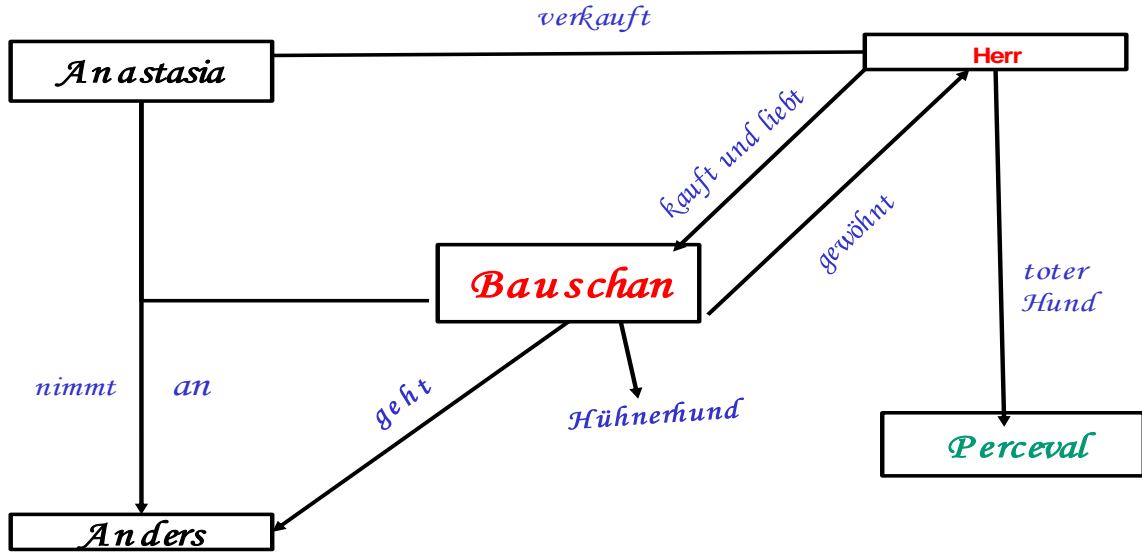 verkauft
Anastasia
Herr
kauft und liebt
gewöhnt
Bauschan
toter
Hund
nimmt an
geht
Hühnerhund
Perceval
Anders